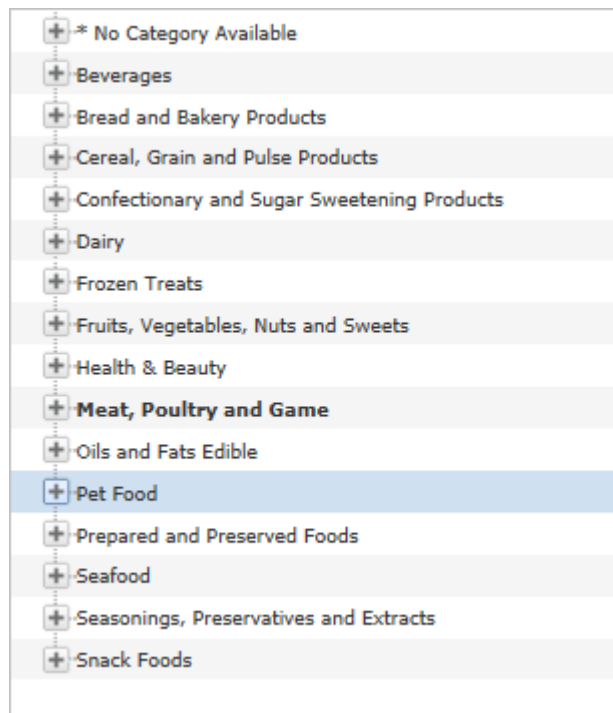 * No Category Available
Beverages
Bread and Bakery Products
Cereal, Grain and Pulse Products
Confectionary and Sugar Sweetening Products
Dairy
Frozen Treats
Fruits, Vegetables, Nuts and Sweets
Health & Beauty
Meat, Poultry and Game
Oils and Fats Edible
Pet Food
Prepared and Preserved Foods
Seafood
Seasonings, Preservatives and Extracts
Snack Foods